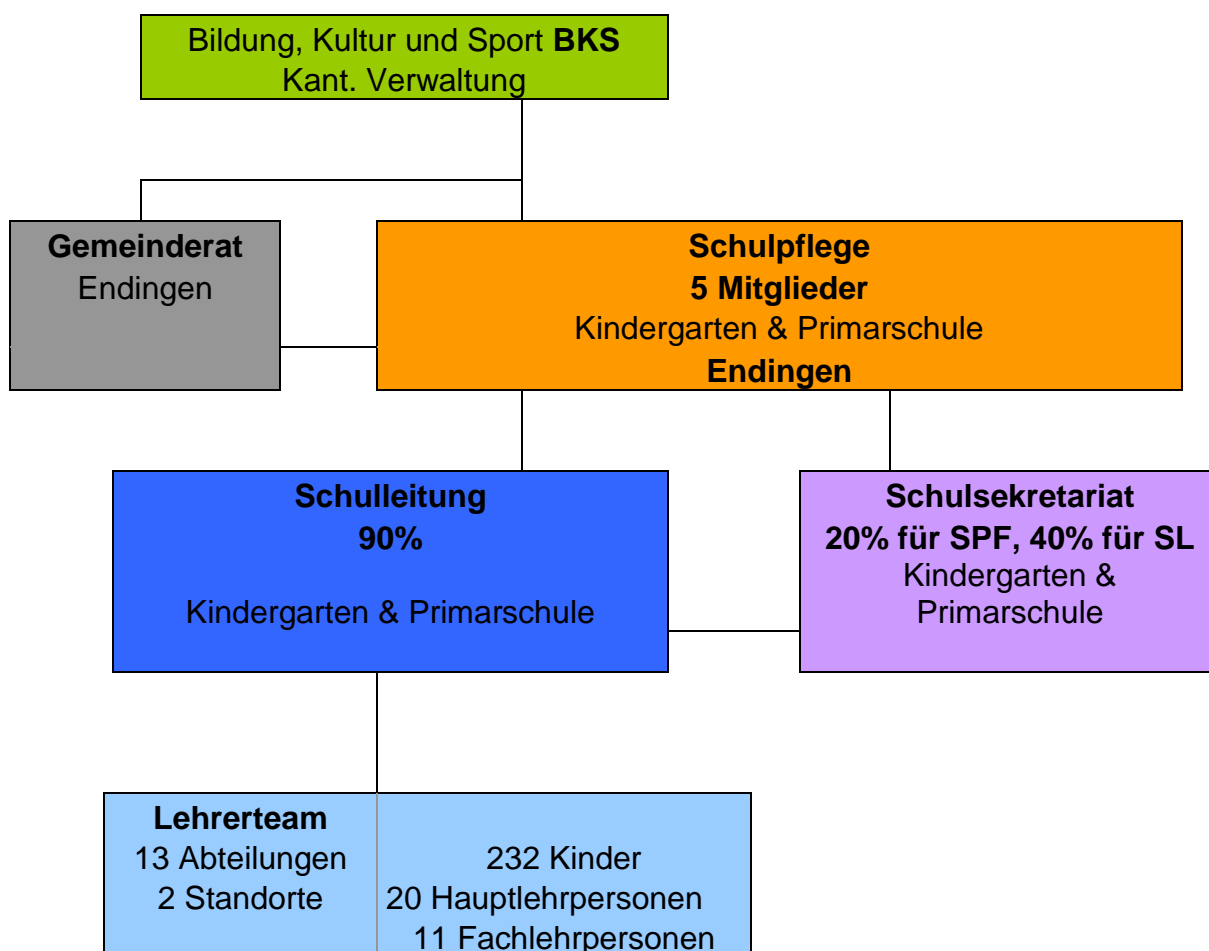 Bildung, Kultur und Sport BKS
Kant. Verwaltung
Gemeinderat
Endingen
Schulpflege
5 Mitglieder
Kindergarten & Primarschule
Endingen
Schulleitung
90%
Kindergarten & Primarschule
Schulsekretariat
20% für SPF, 40% für SL
Kindergarten &
Primarschule
Lehrerteam
13 Abteilungen
2 Standorte
232 Kinder
20 Hauptlehrpersonen
11 Fachlehrpersonen